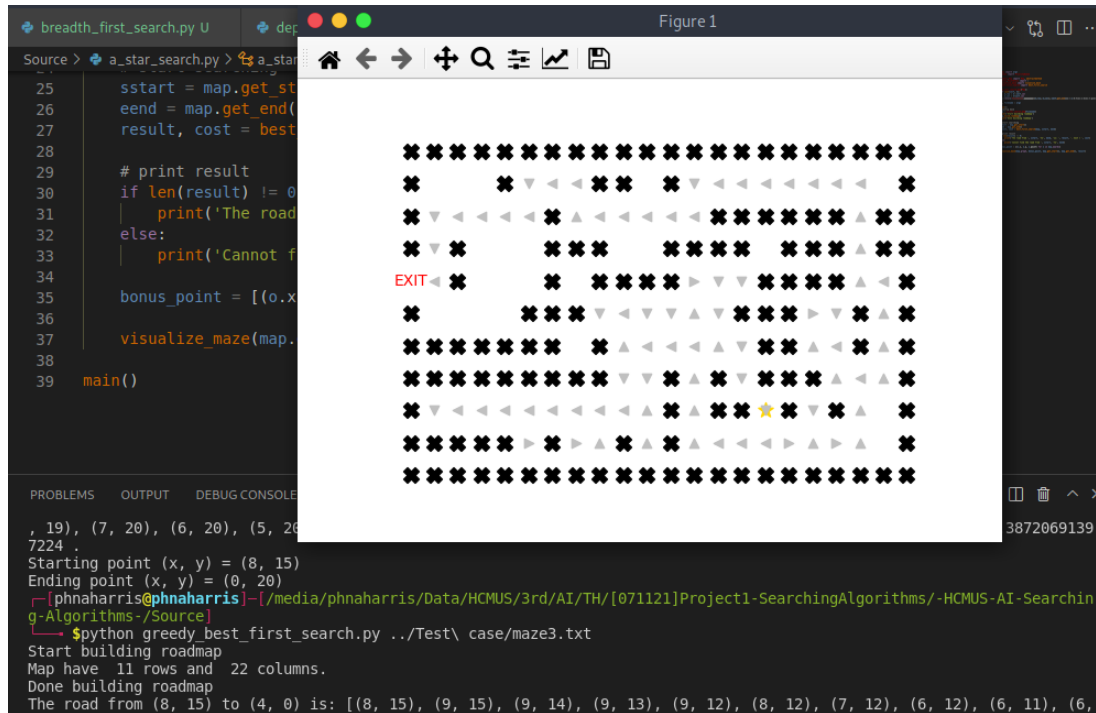 breadth_first_search.py U
dep
Figure 1
Source > a_star_search.py > a_star
25 sstart = map.get_st
26 eend = map.get_end(
27 result, cost = best
28
29 # print result
30 if len(result) != 0
31 print('The road
32 else:
33 print('Cannot f
34
35 bonus_point = [(o.x
36
37 visualize_maze(map.
38
39 main()
EXIT
PROBLEMS OUTPUT DEBUG CONSOLE
, 19), (7, 20), (6, 20), (5, 20 3872069139
7224 .
Starting point (x, y) = (8, 15)
Ending point (x, y) = (0, 20)
[phnaharris@phnaharris]-[/media/phnaharris/Data/HCMUS/3rd/AI/TH/[071121]Project1-SearchingAlgorithms/-HCMUS-AI-Searchin
g-Algorithms-/Source]
$python greedy_best_first_search.py ../Test\ case/maze3.txt
Start building roadmap
Map have  11 rows and  22 columns.
Done building roadmap
The road from (8, 15) to (4, 0) is: [(8, 15), (9, 15), (9, 14), (9, 13), (9, 12), (8, 12), (7, 12), (6, 12), (6, 11), (6,